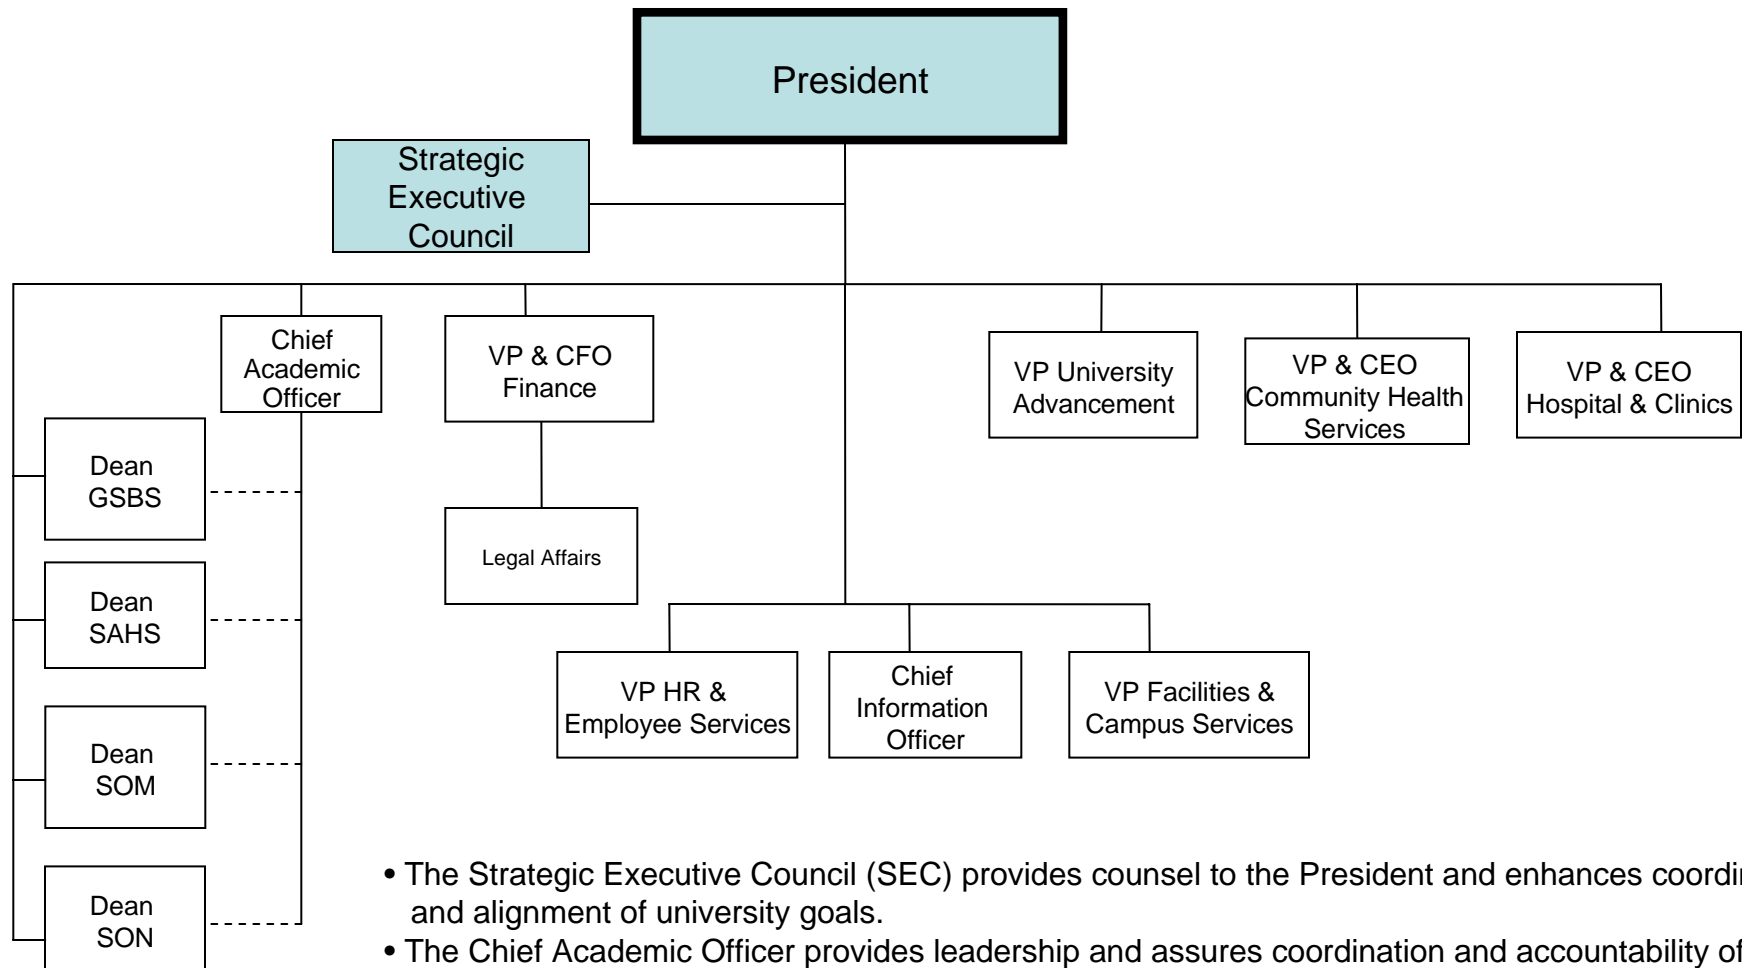 President
Strategic
Executive
Council
Chief
Academic
Officer
VP & CFO
Finance
VP University
Advancement
VP & CEO
Community Health
Services
VP & CEO
Hospital & Clinics
Dean
GSBS
Legal Affairs
Dean
SAHS
VP HR &
Employee Services
Chief
Information
Officer
VP Facilities &
Campus Services
Dean
SOM
Dean
SON
• The Strategic Executive Council (SEC) provides counsel to the President and enhances
and alignment of university goals.
• The Chief Academic Officer provides leadership and assures coordination and accountability of